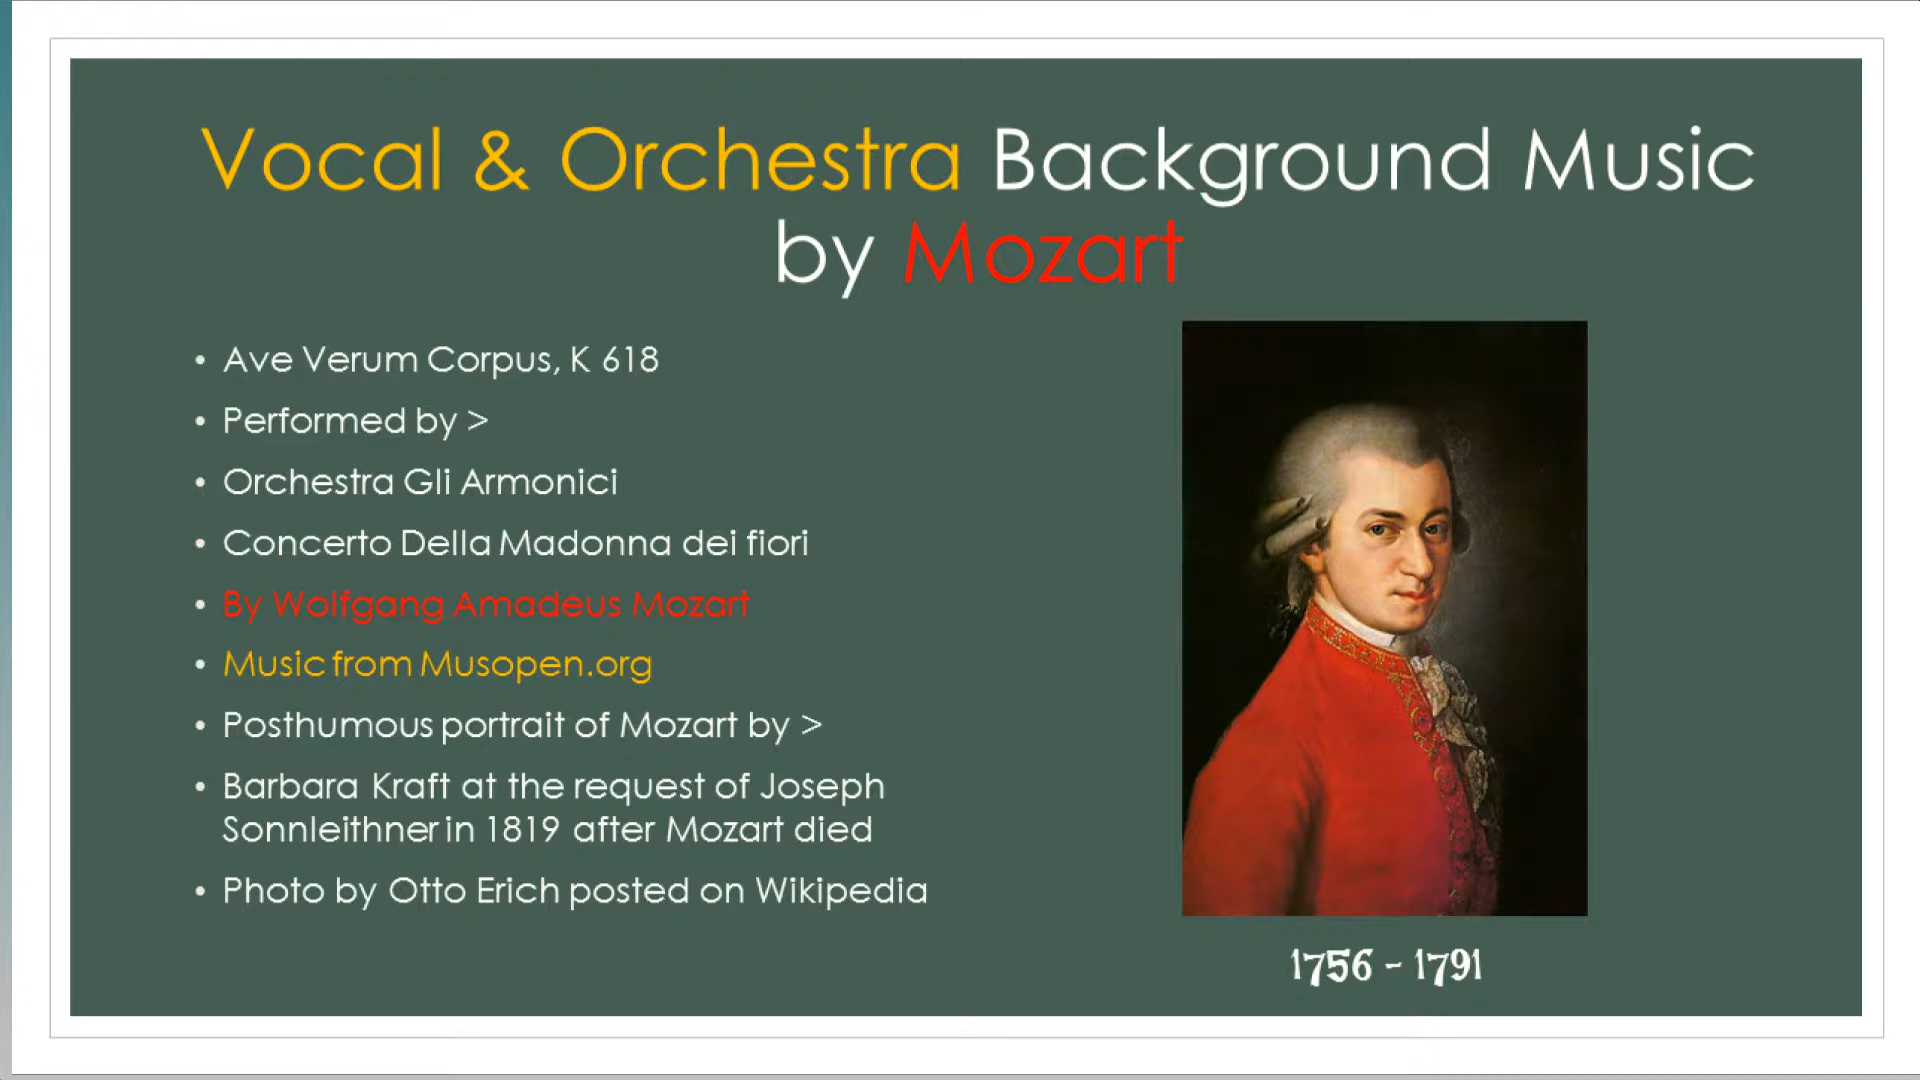 Vocal & Orchestra Background Music
by Mozart
• Ave Verum Corpus, K 618
• Performed by >
• Orchestra Gli Armonici
• Concerto Della Madonna dei fiori
• By Wolfgang Amadeus Mozart
• Music from Musopen.org
• Posthumous portrait of Mozart by >
• Barbara Kraft at the request of Joseph
Sonnleithner in 1819 after Mozart died
• Photo by Otto Erich posted on Wikipedia
1756 - 1791